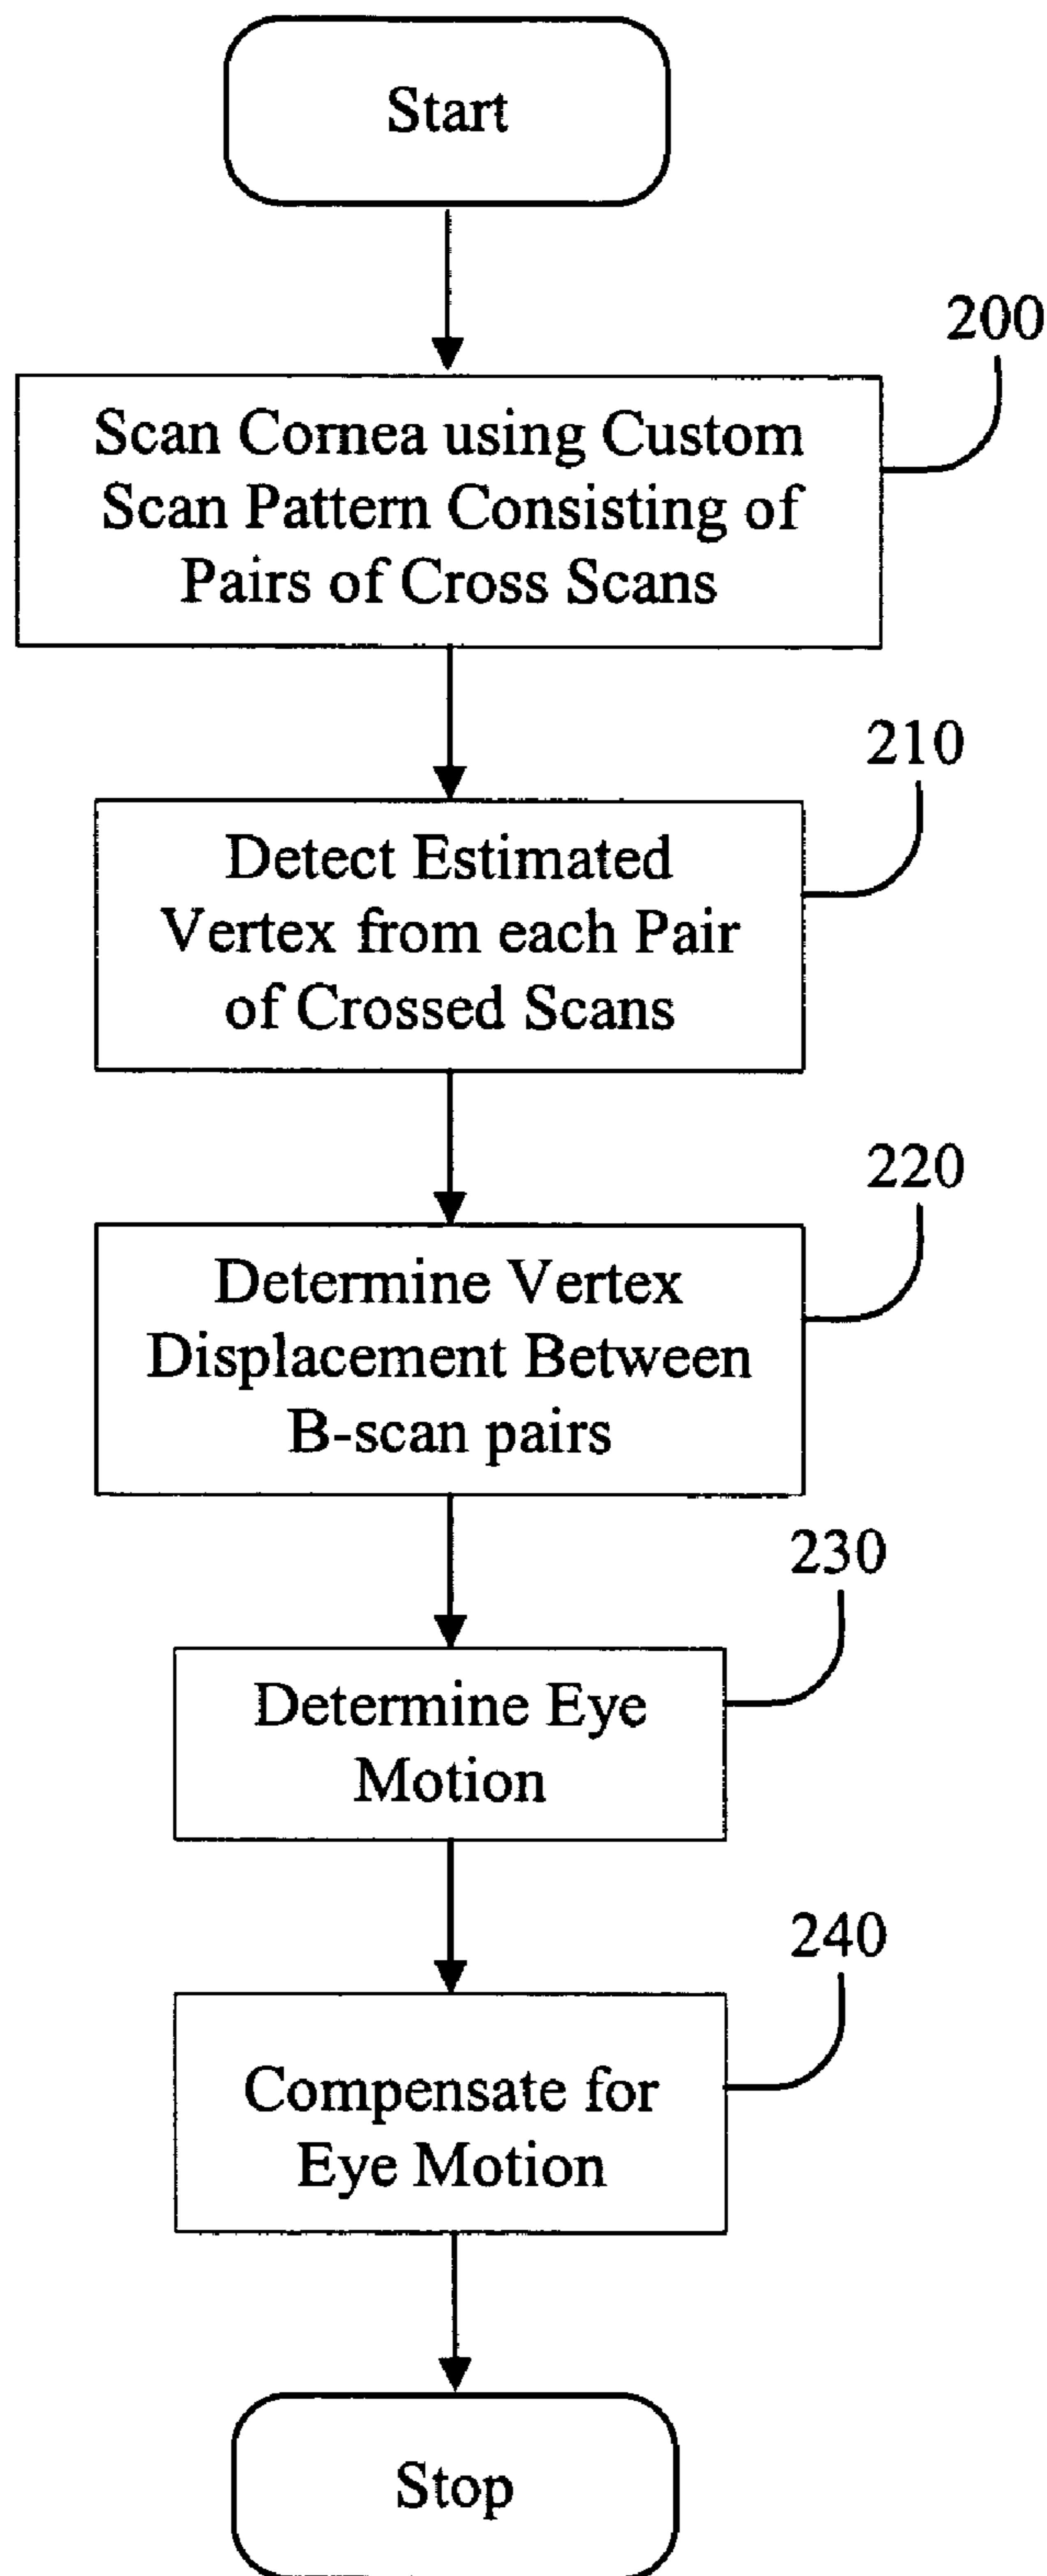 Start
200
Scan Cornea using Custom
Scan Pattern Consisting of
Pairs of Cross Scans
210
Detect Estimated
Vertex from each Pair
of Crossed Scans
220
Determine Vertex
Displacement Between
B-scan pairs
230
Determine Eye
Motion
240
Compensate for
Eye Motion
Stop